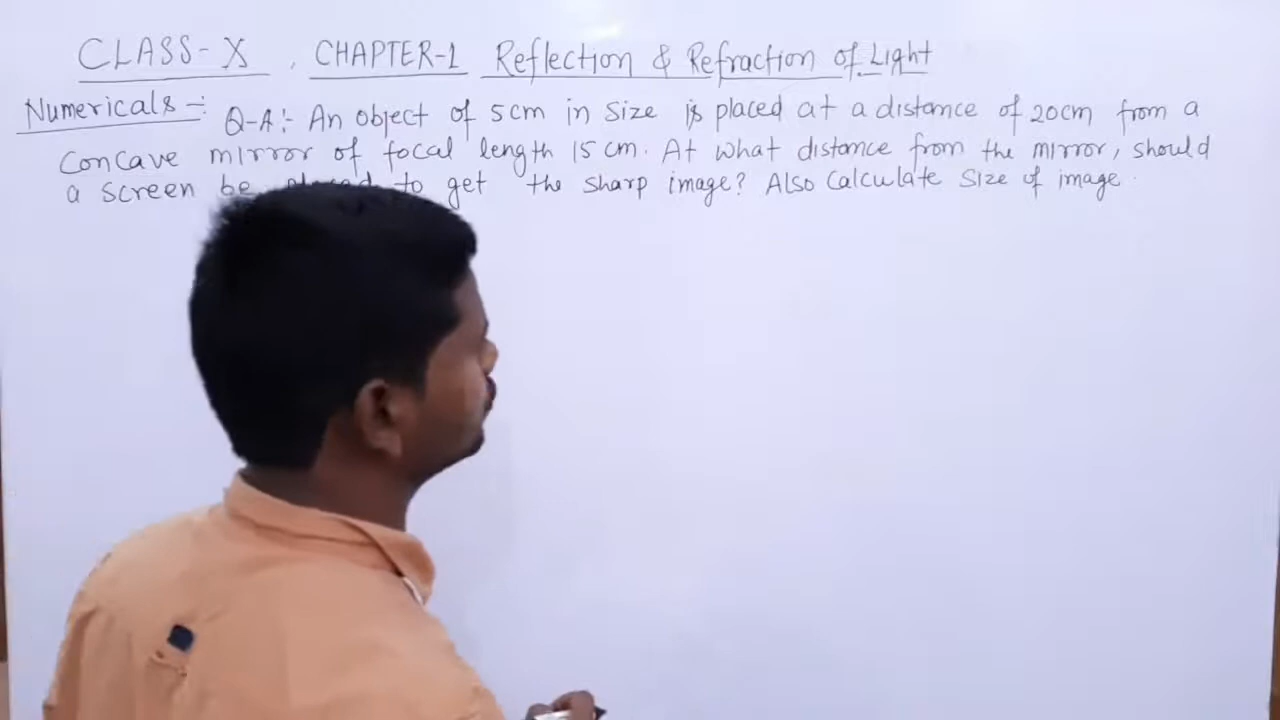 CLASS-X , CHAPTER-1 Reflection & Refraction of Light
Numericals :- Q-A:- An object of 5cm in size is placed at a distance of 20cm from a
concave mirror of focal length 15cm. At what distance from the mirror, should
a screen be placed to get the sharp image? Also calculate size of image.